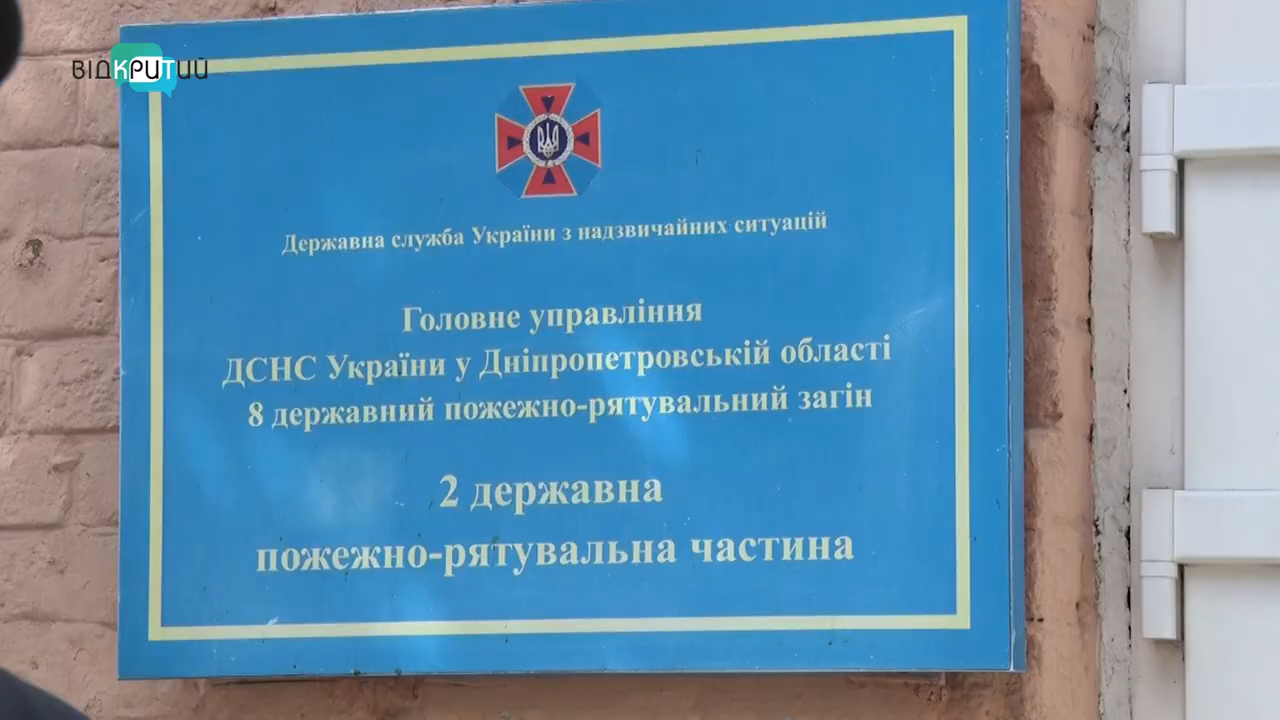 ВІДКРИТИЙ
Державна служба України з надзвичайних ситуацій
Головне управління
ДСНС України у Дніпропетровській області
8 державний пожежно-рятувальний загін
2 державна
пожежно-рятувальна частина